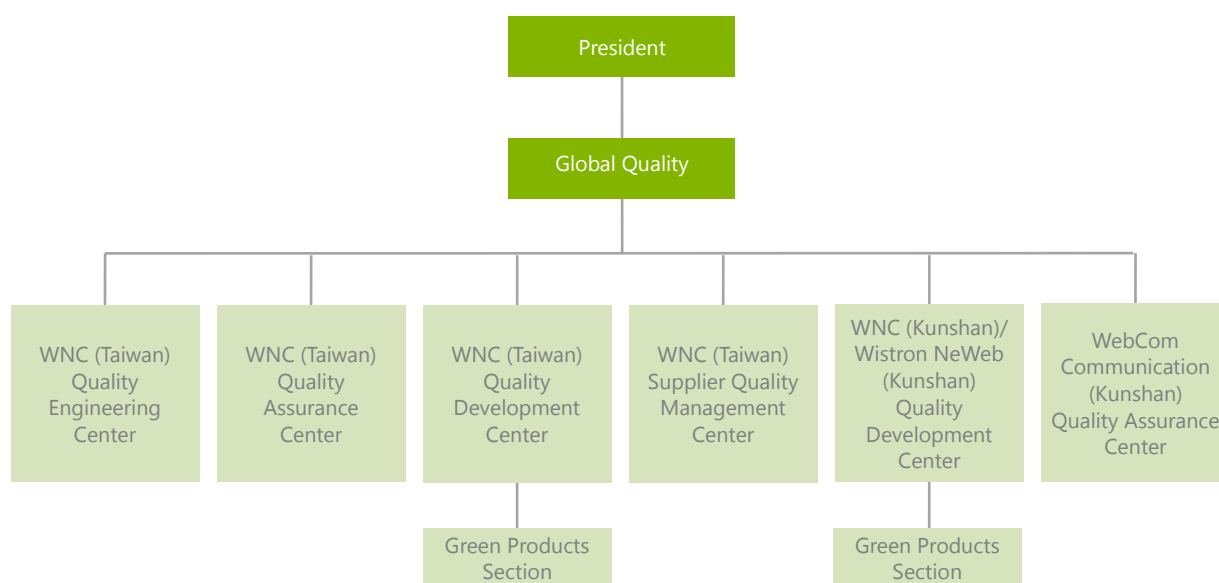 President
Global Quality
WNC (Taiwan)
Quality
Engineering
Center
WNC (Taiwan)
Quality
Assurance
Center
WNC (Taiwan)
Quality
Development
Center
WNC (Taiwan)
Supplier Quality
Management
Center
WNC (Kunshan)/
Wistron NeWeb
(Kunshan)
Quality
Development
Center
WebCom
Communication
(Kunshan)
Quality Assurance
Center
Green Products
Section
Green Products
Section